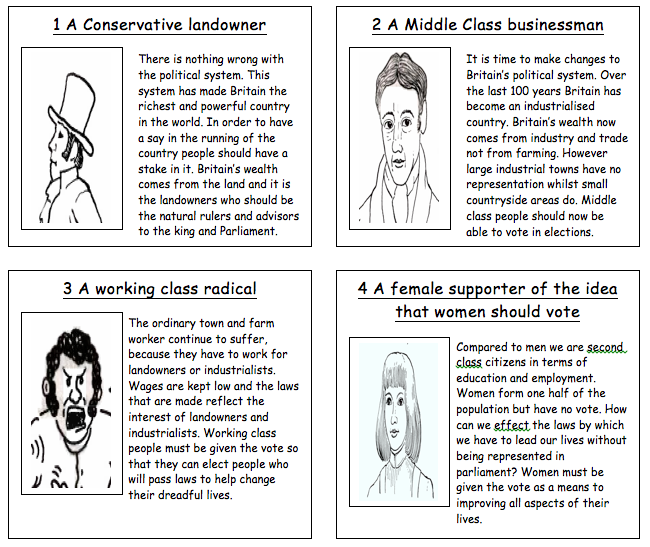 1 A Conservative landowner
There is nothing wrong with
the political system. This
system has made Britain the
richest and powerful country
in the world. In order to have
a say in the running of the
country people should have a
stake in it. Britain's wealth
comes from the land and it is
the landowners who should be
the natural rulers and advisors
to the king and Parliament.
2 A Middle Class businessman
It is time to make changes to
Britain's political system. Over
the last 100 years Britain has
become an industrialised
country. Britain's wealth now
comes from industry and trade
not from farming. However
large industrial towns have no
representation whilst small
countryside areas do. Middle
class people should now be
able to vote in elections.
3 A working class radical
The ordinary town and farm
worker continue to suffer,
because they have to work for
landowners or industrialists.
Wages are kept low and the laws
that are made reflect the
interest of landowners and
industrialists. Working class
people must be given the vote so
that they can elect people who
will pass laws to help change
their dreadful lives.
4 A female supporter of the idea
that women should vote
Compared to men we are second
class citizens in terms of
education and employment.
Women form one half of the
population but have no vote. How
can we effect the laws by which
we have to lead our lives without
being represented in
parliament? Women must be
given the vote as a means to
improving all aspects of their
lives.